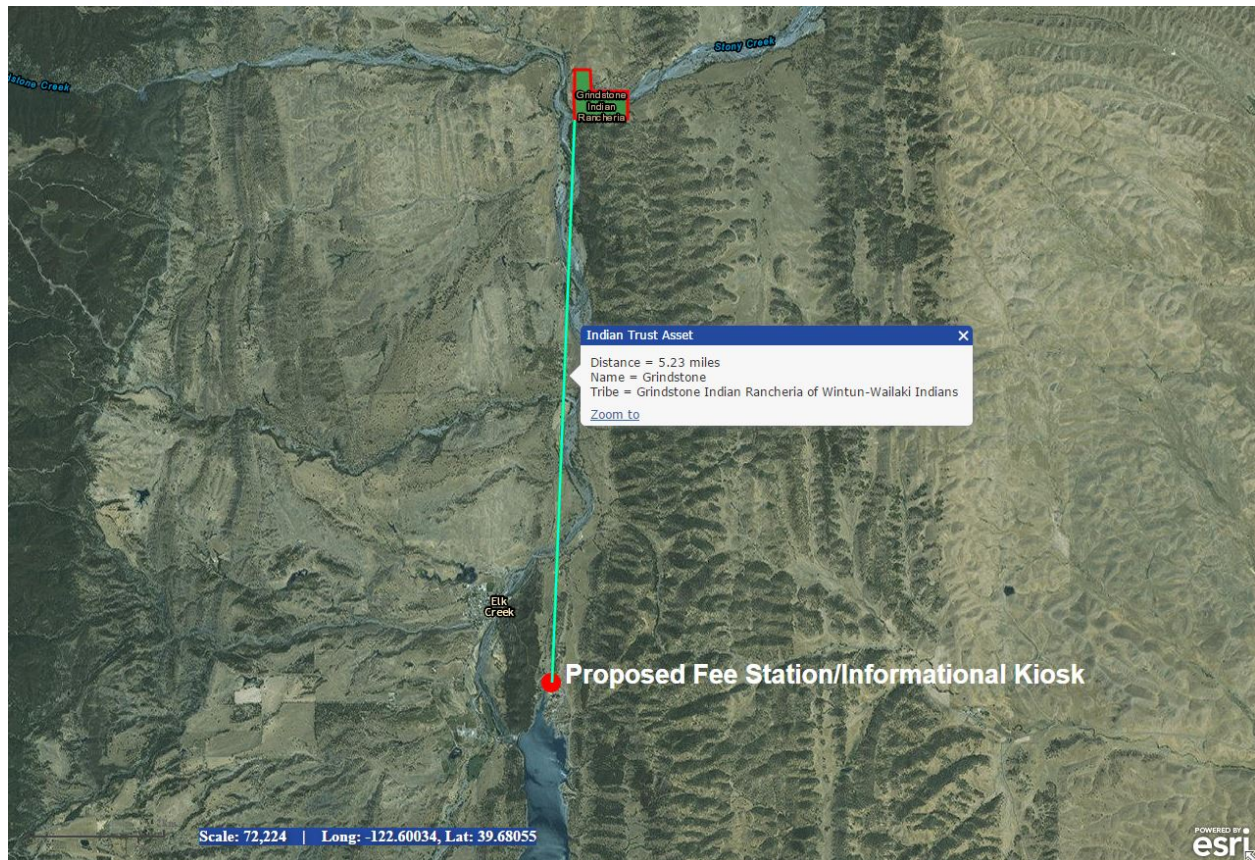 Stony Creek
dstone Creek
Grindstone
Indian
Rancheria
Indian Trust Asset
Distance = 5.23 miles
Name = Grindstone
Tribe = Grindstone Indian Rancheria of Wintun-Wailaki Indians
Zoom to
Elk
Creek
Proposed Fee Station/Informational Kiosk
Scale: 72,224 | Long: -122.60034, Lat: 39.68055
POWERED BY
esri